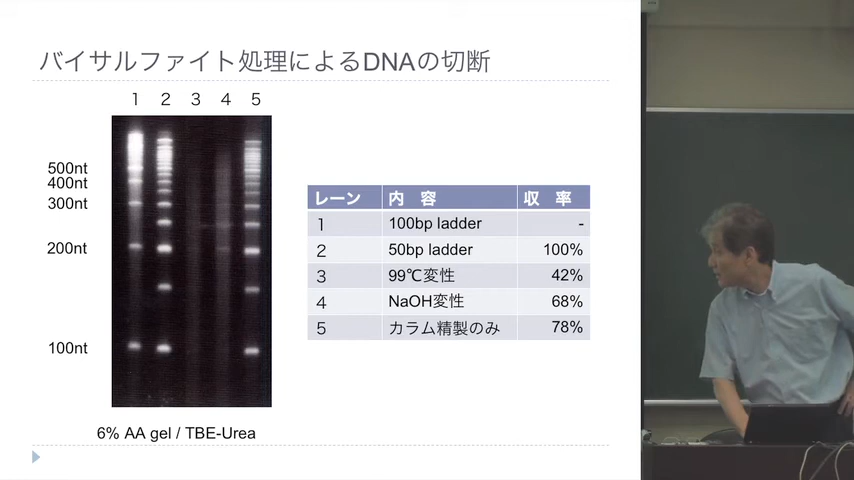 バイサルファイト処理によるDNAの切断
1 2 3 4 5
500nt
400nt
300nt
200nt
100nt
6% AA gel / TBE-Urea
レーン 内 容 収 率
1 100bp ladder -
2 50bp ladder 100%
3 99℃変性 42%
4 NaOH変性 68%
5 カラム精製のみ 78%